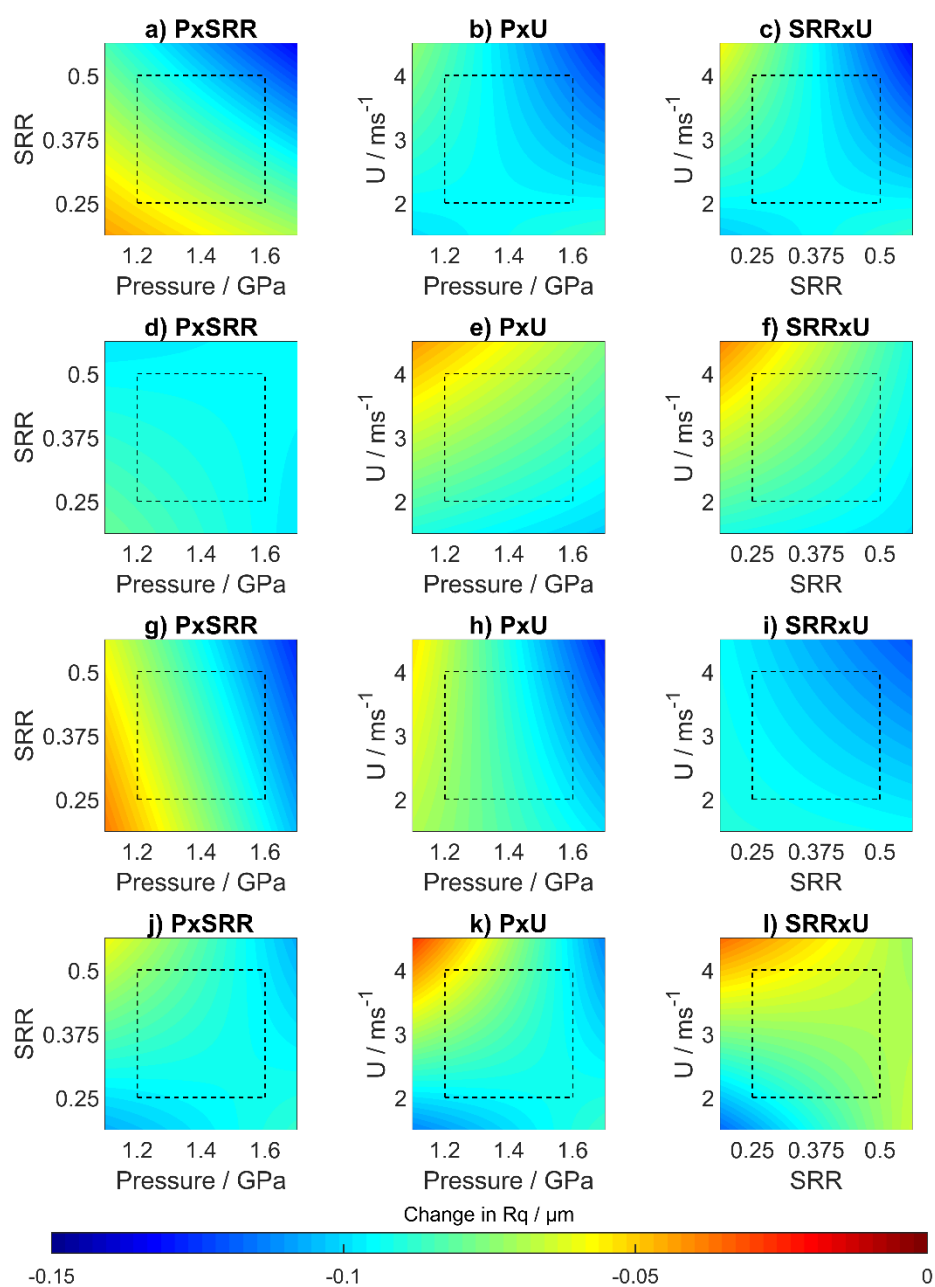 a) PxSRR
b) PxU
c) SRRxU
0.5
0.375
0.25
SRR
1.2 1.4 1.6
Pressure / GPa
4
3
2
U / ms⁻¹
1.2 1.4 1.6
Pressure / GPa
4
3
2
U / ms⁻¹
0.25 0.375 0.5
SRR
d) PxSRR
e) PxU
f) SRRxU
0.5
0.375
0.25
SRR
1.2 1.4 1.6
Pressure / GPa
4
3
2
U / ms⁻¹
1.2 1.4 1.6
Pressure / GPa
4
3
2
U / ms⁻¹
0.25 0.375 0.5
SRR
g) PxSRR
h) PxU
i) SRRxU
0.5
0.375
0.25
SRR
1.2 1.4 1.6
Pressure / GPa
4
3
2
U / ms⁻¹
1.2 1.4 1.6
Pressure / GPa
4
3
2
U / ms⁻¹
0.25 0.375 0.5
SRR
j) PxSRR
k) PxU
l) SRRxU
0.5
0.375
0.25
SRR
1.2 1.4 1.6
Pressure / GPa
4
3
2
U / ms⁻¹
1.2 1.4 1.6
Pressure / GPa
4
3
2
U / ms⁻¹
0.25 0.375 0.5
SRR
Change in Rq / μm
-0.15 -0.1 -0.05 0